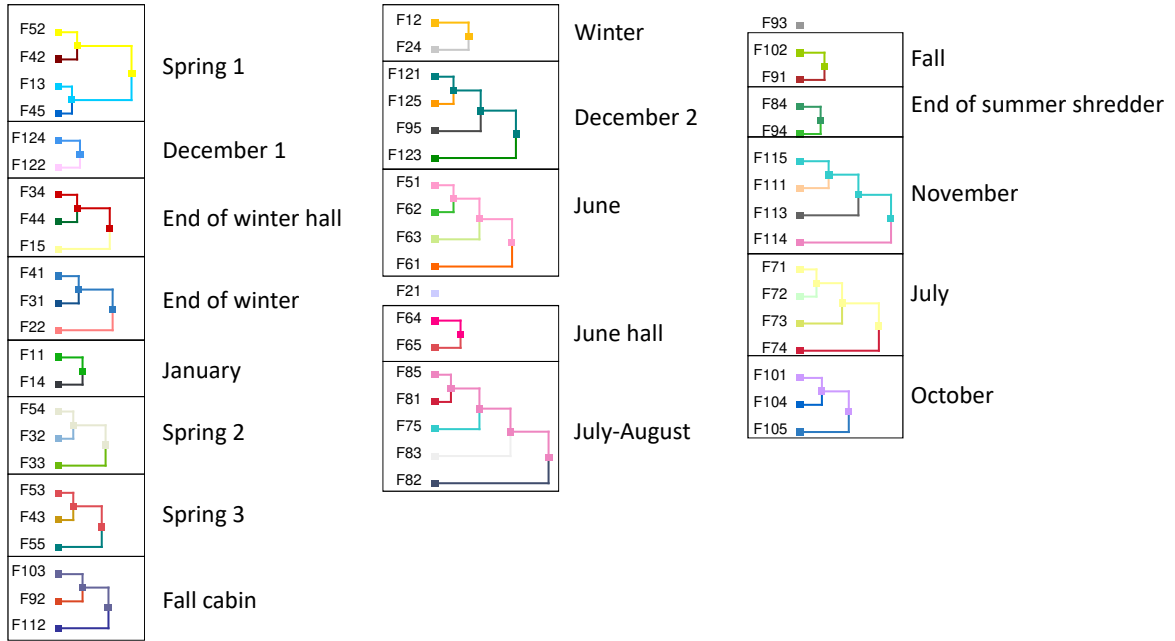 F52
F42
Spring 1
F13
F45
F124
December 1
F122
F34
F44
End of winter hall
F15
F41
F31
End of winter
F22
F11
January
F14
F54
F32
Spring 2
F33
F53
F43
Spring 3
F55
F103
F92
Fall cabin
F112
F12
Winter
F24
F121
F125
December 2
F95
F123
F51
F62
June
F63
F61
F21
F64
June hall
F65
F85
F81
F75
July-August
F83
F82
F93
F102
Fall
F91
F84
End of summer shredder
F94
F115
F111
November
F113
F114
F71
F72
July
F73
F74
F101
October
F104
F105